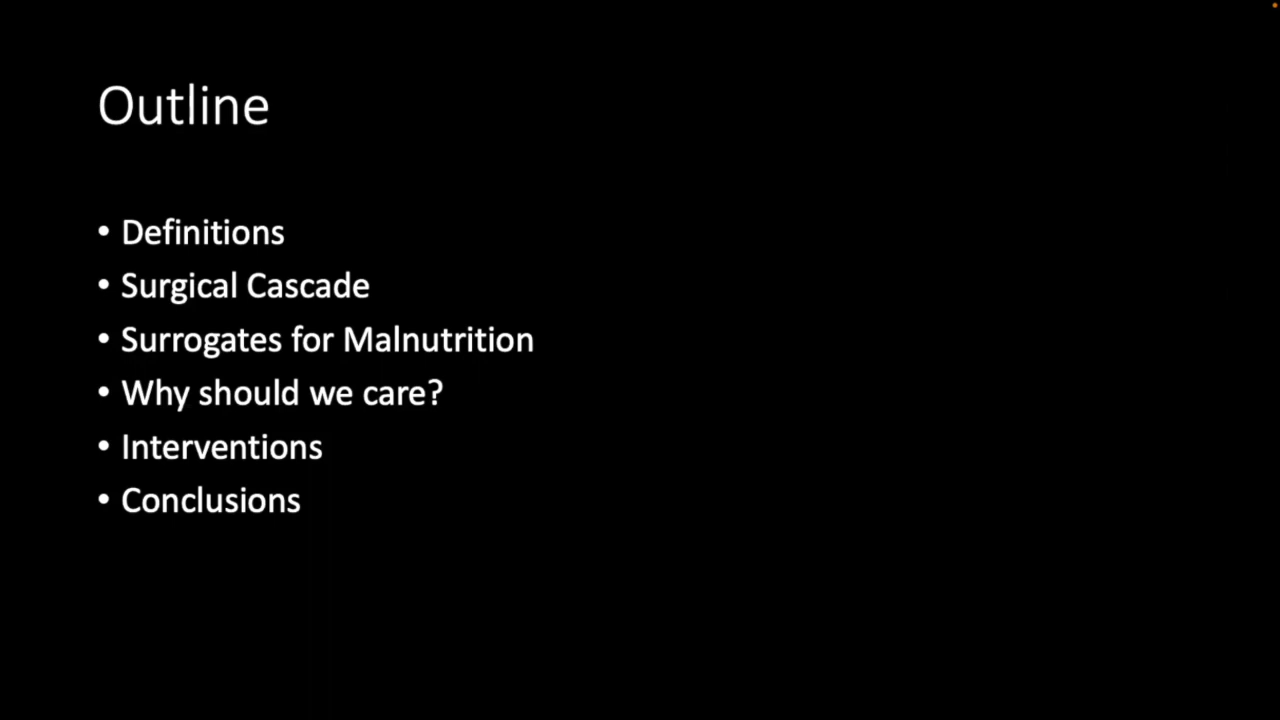 Outline
• Definitions
• Surgical Cascade
• Surrogates for Malnutrition
• Why should we care?
• Interventions
• Conclusions